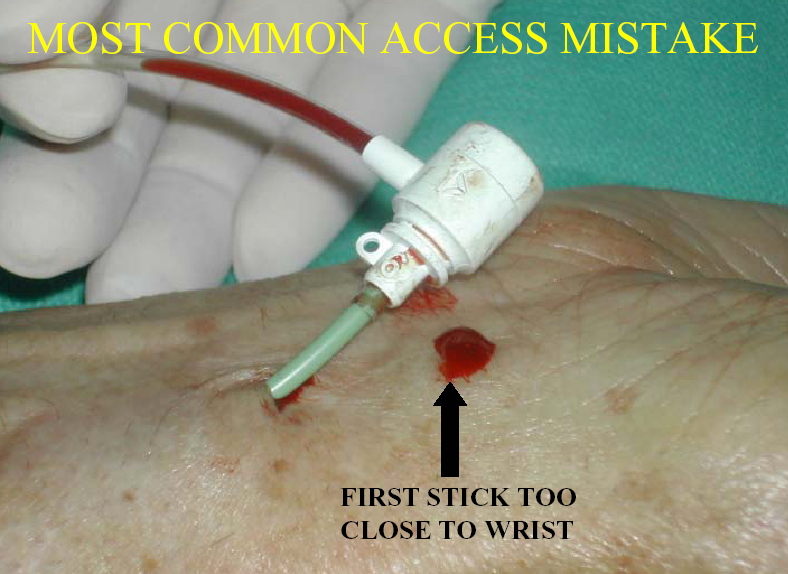 MOST COMMON ACCESS MISTAKE
FIRST STICK TOO
CLOSE TO WRIST